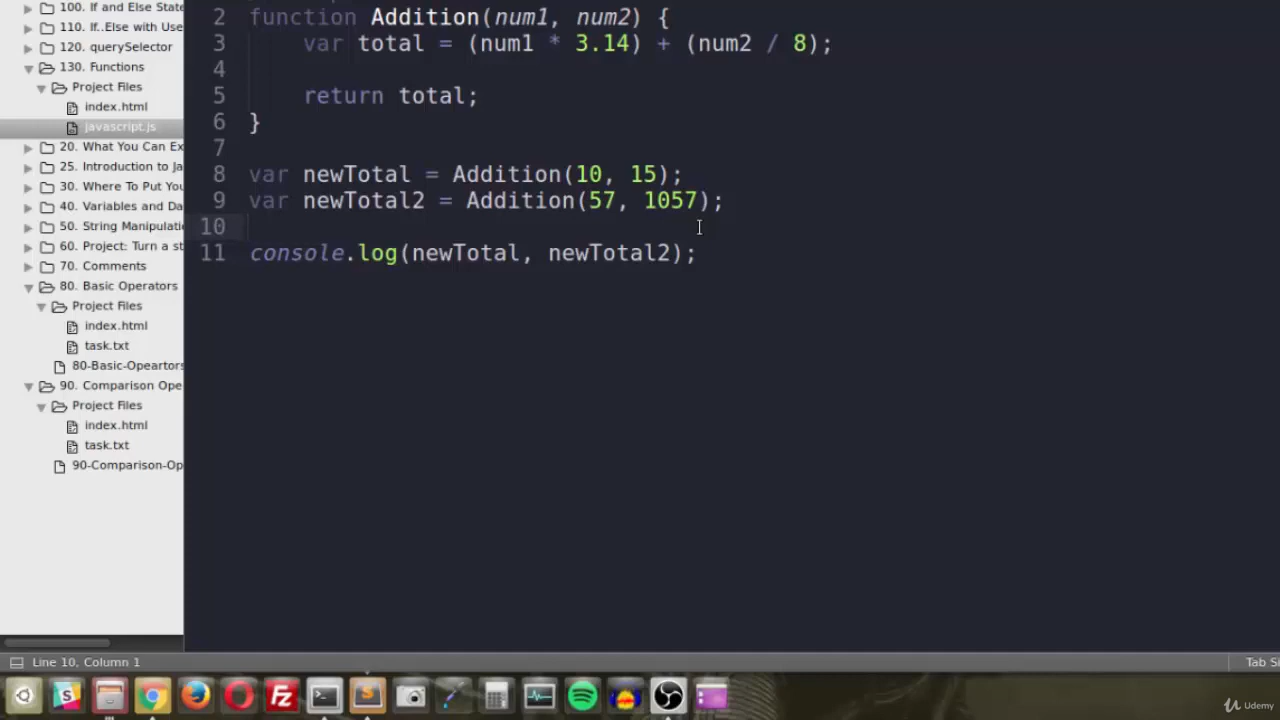 100. If and Else State
110. If..Else with Use
120. querySelector
130. Functions
Project Files
index.html
javascript.js
20. What You Can Ex
25. Introduction to Ja
30. Where To Put You
40. Variables and Da
50. String Manipulati
60. Project: Turn a st
70. Comments
80. Basic Operators
Project Files
index.html
task.txt
80-Basic-Opeartors
90. Comparison Ope
Project Files
index.html
task.txt
90-Comparison-Op
2 function Addition(num1, num2) {
3 var total = (num1 * 3.14) + (num2 / 8);
4
5 return total;
6 }
7
8 var newTotal = Addition(10, 15);
9 var newTotal2 = Addition(57, 1057);
10
11 console.log(newTotal, newTotal2);
Line 10, Column 1
Tab Si
Fz
Udemy